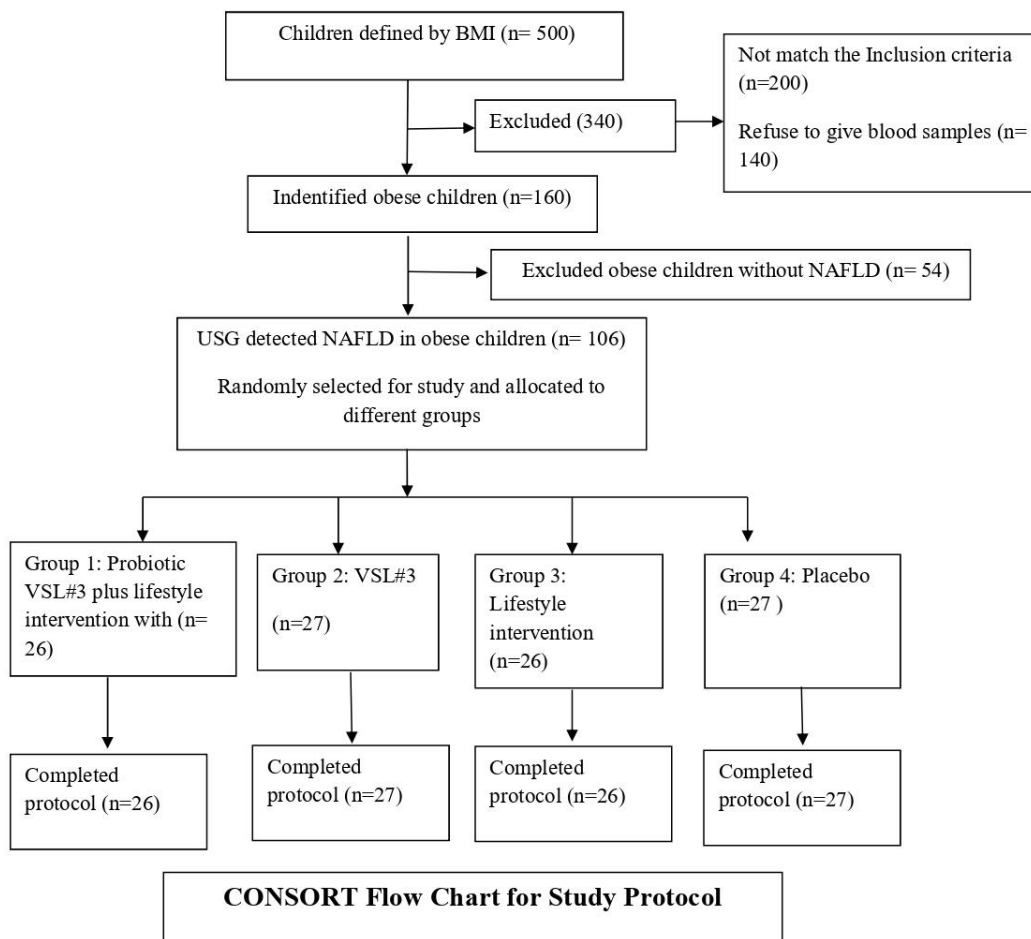 Children defined by BMI (n= 500)
Not match the Inclusion criteria
(n=200)
Refuse to give blood samples (n=
140)
Excluded (340)
Indentified obese children (n=160)
Excluded obese children without NAFLD (n= 54)
USG detected NAFLD in obese children (n= 106)
Randomly selected for study and allocated to
different groups
Group 1: Probiotic
VSL#3 plus lifestyle
intervention with (n=
26)
Group 2: VSL#3
(n=27)
Group 3:
Lifestyle
intervention
(n=26)
Group 4: Placebo
(n=27 )
Completed
protocol (n=26)
Completed
protocol (n=27)
Completed
protocol (n=26)
Completed
protocol (n=27)
CONSORT Flow Chart for Study Protocol